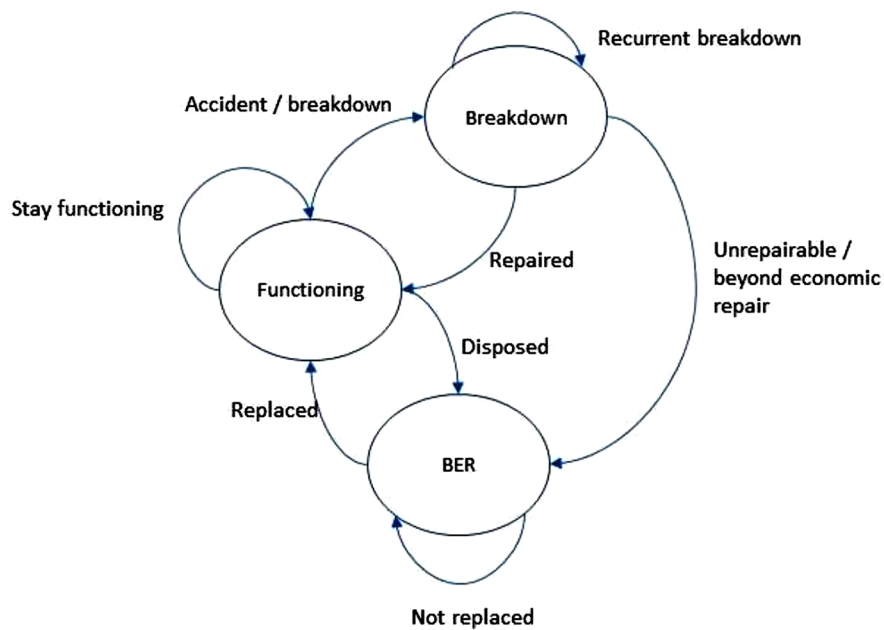 Recurrent breakdown
Accident / breakdown
Breakdown
Stay functioning
Unrepairable /
beyond economic
repair
Repaired
Functioning
Disposed
Replaced
BER
Not replaced